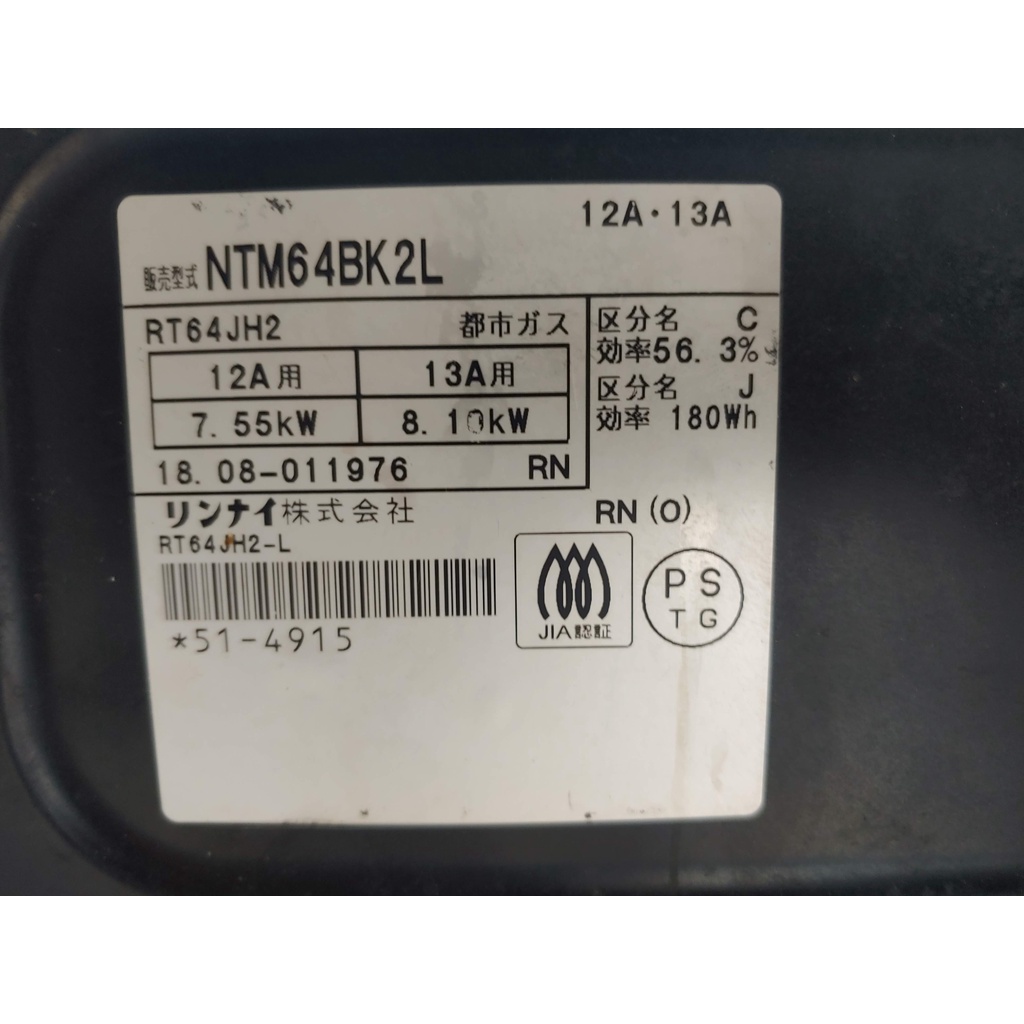 12A・13A
販売型式 NTM64BK2L
RT64JH2 都市ガス
12A用 13A用
7.55kW 8.10kW
18.08-011976 RN
区分名 C
効率56.3%
区分名 J
効率 180Wh
リンナイ株式会社 RN (O)
RT64JH2-L
*51-4915
JIA認証
PS
TG